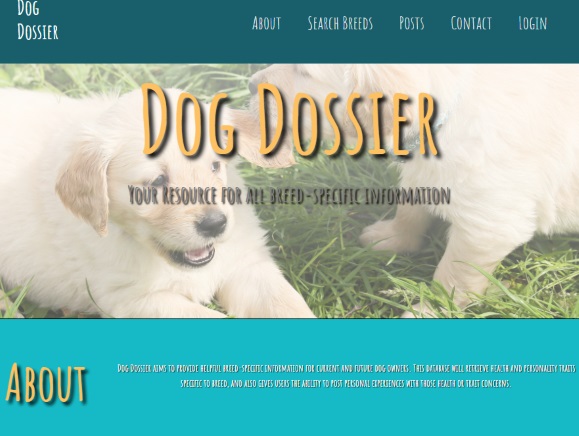 Dog
Dossier
About Search Breeds Posts Contact Login
Dog Dossier
Your Resource for all breed-specific information
About
Dog Dossier aims to provide helpful breed-specific information for current and future dog owners. This database will retrieve health and personality traits
specific to breed, and also gives users the ability to post personal experiences with those health or trait concerns.